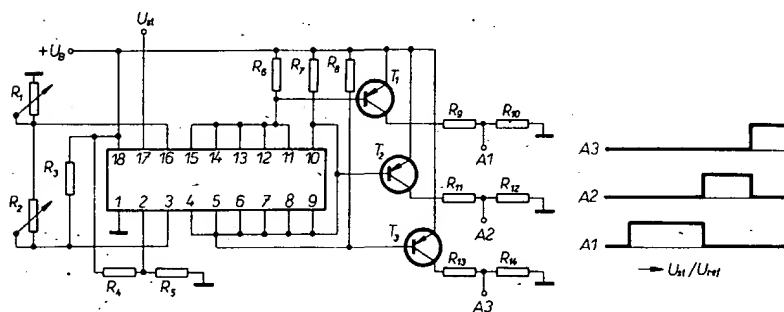 U_st
+U_B
R_6 R_7 R_8
T_1
R_1
R_9 R_10
A1
18 17 16 15 14 13 12 11 10
R_3
T_2
1 2 3 4 5 6 7 8 9
R_2
R_11 R_12
A2
T_3
R_4 R_5
R_13 R_14
A3
A3
A2
A1
→ U_st/U_ref